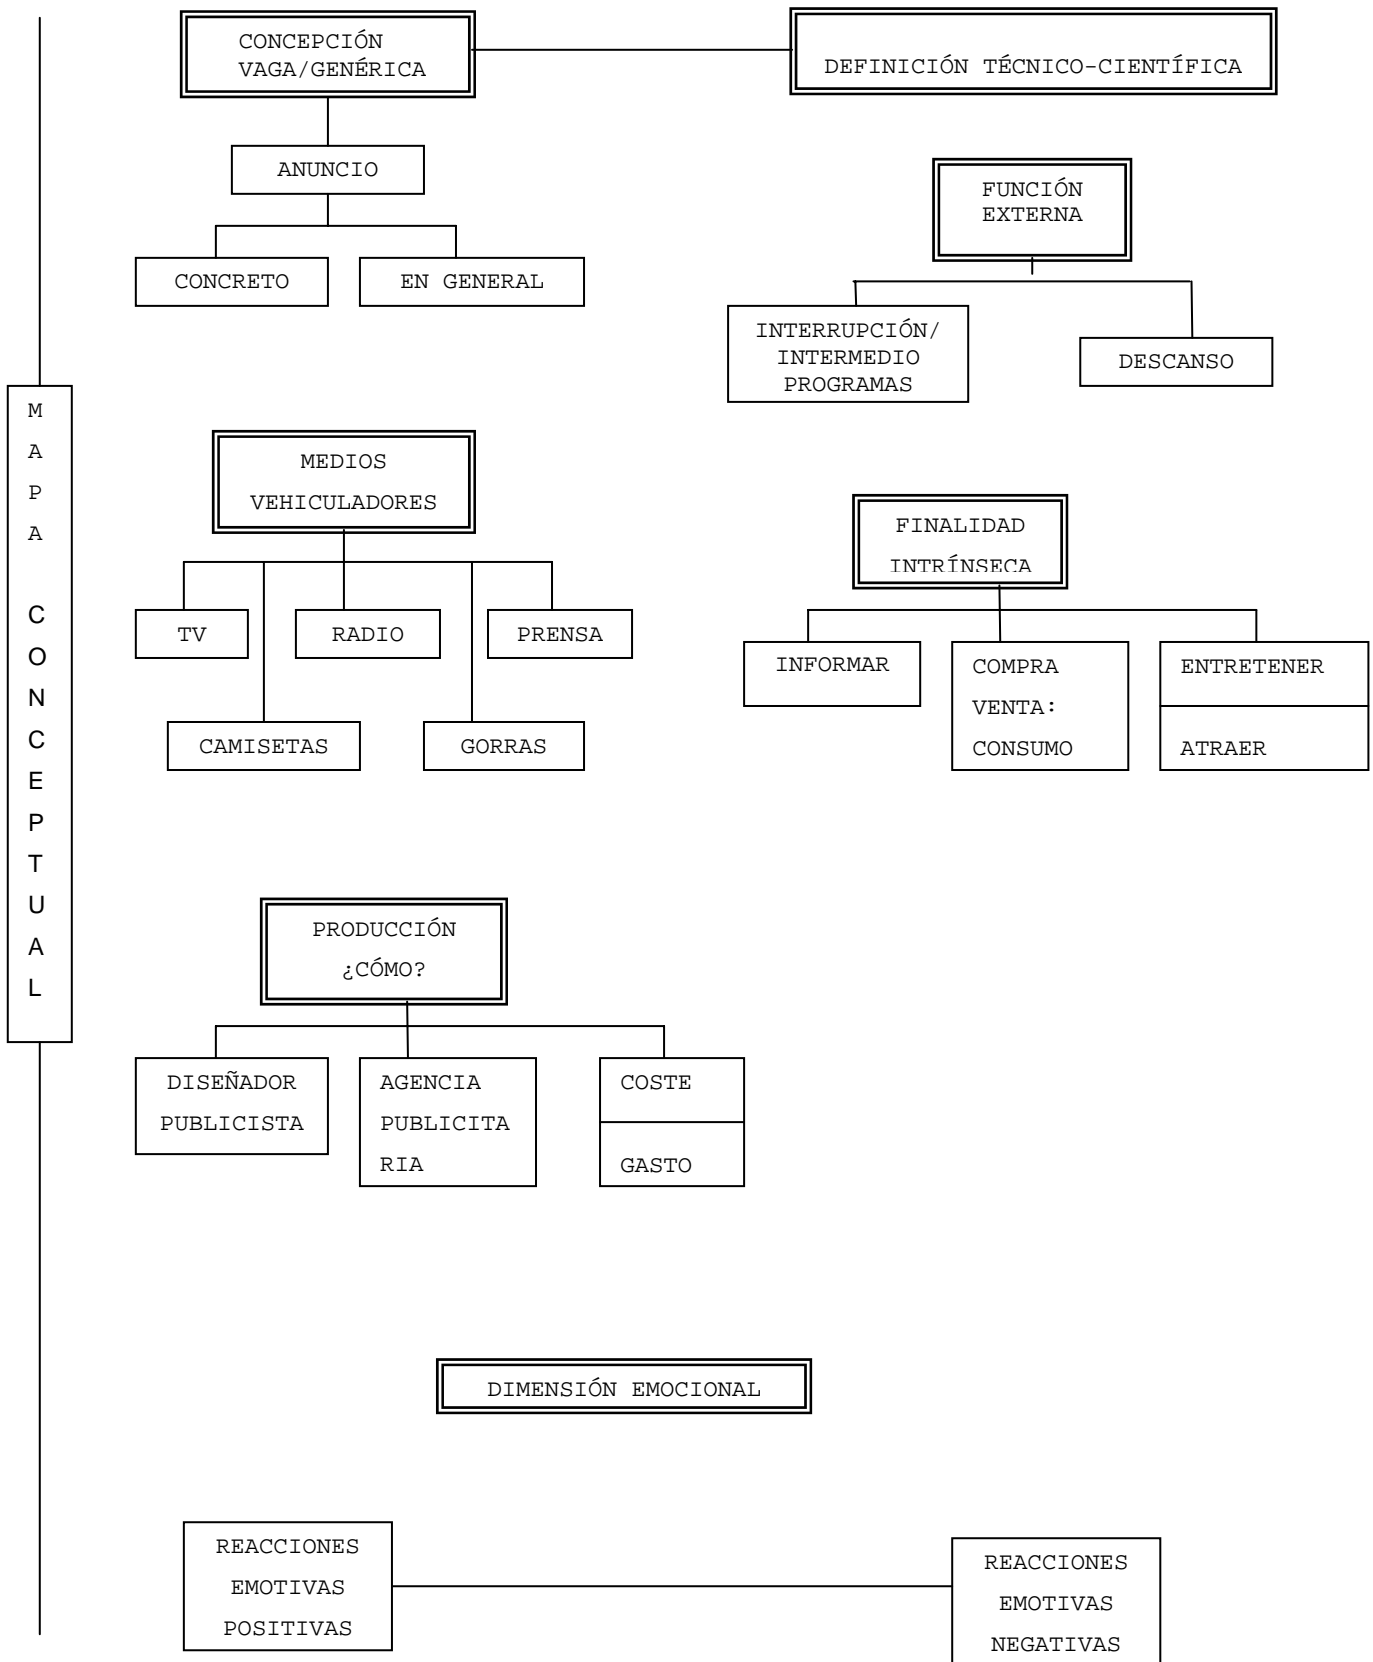 CONCEPCIÓN
VAGA/GENÉRICA
DEFINICIÓN TÉCNICO-CIENTÍFICA
ANUNCIO
CONCRETO
EN GENERAL
FUNCIÓN
EXTERNA
INTERRUPCIÓN/
INTERMEDIO
PROGRAMAS
DESCANSO
M
A
P
A
C
O
N
C
E
P
T
U
A
L
MEDIOS
VEHICULADORES
TV
RADIO
PRENSA
CAMISETAS
GORRAS
FINALIDAD
INTRÍNSECA
INFORMAR
COMPRA
VENTA:
CONSUMO
ENTRETENER
ATRAER
PRODUCCIÓN
¿CÓMO?
DISEÑADOR
PUBLICISTA
AGENCIA
PUBLICITA
RIA
COSTE
GASTO
DIMENSIÓN EMOCIONAL
REACCIONES
EMOTIVAS
POSITIVAS
REACCIONES
EMOTIVAS
NEGATIVAS